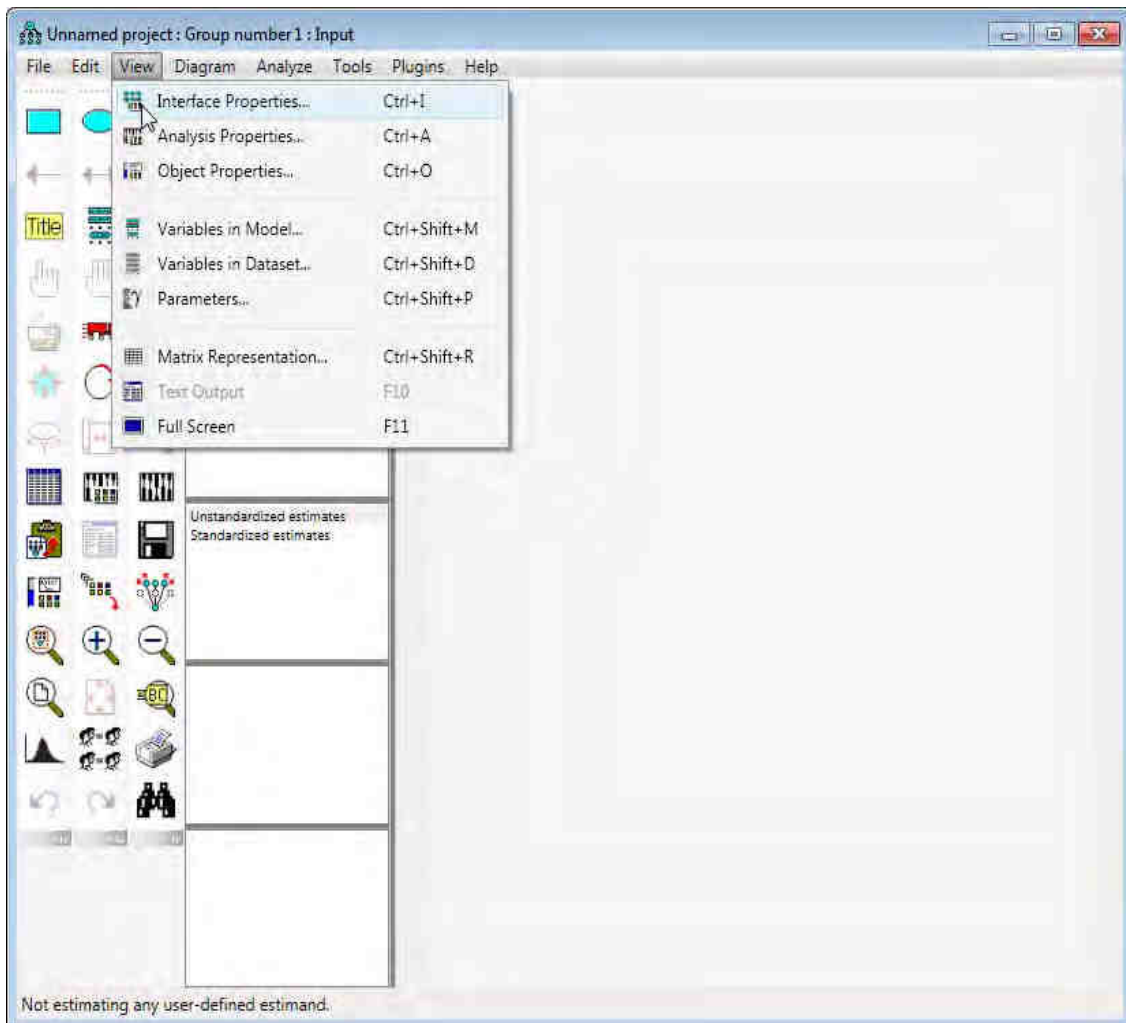 Unnamed project : Group number 1 : Input
File Edit View Diagram Analyze Tools Plugins Help
Interface Properties... Ctrl+I
Analysis Properties... Ctrl+A
Object Properties... Ctrl+O
Title
Variables in Model... Ctrl+Shift+M
Variables in Dataset... Ctrl+Shift+D
Parameters... Ctrl+Shift+P
Matrix Representation... Ctrl+Shift+R
Text Output F10
Full Screen F11
Unstandardized estimates
Standardized estimates
Not estimating any user-defined estimand.